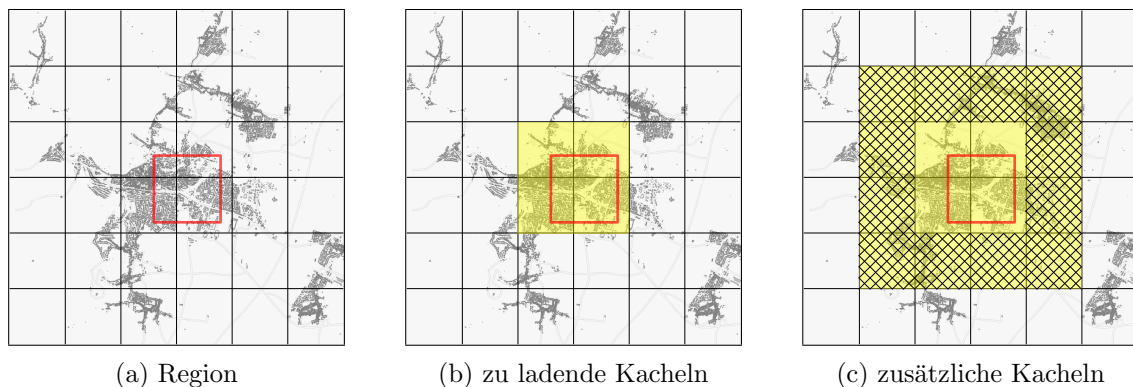 (a) Region
(b) zu ladende Kacheln
(c) zusätzliche Kacheln